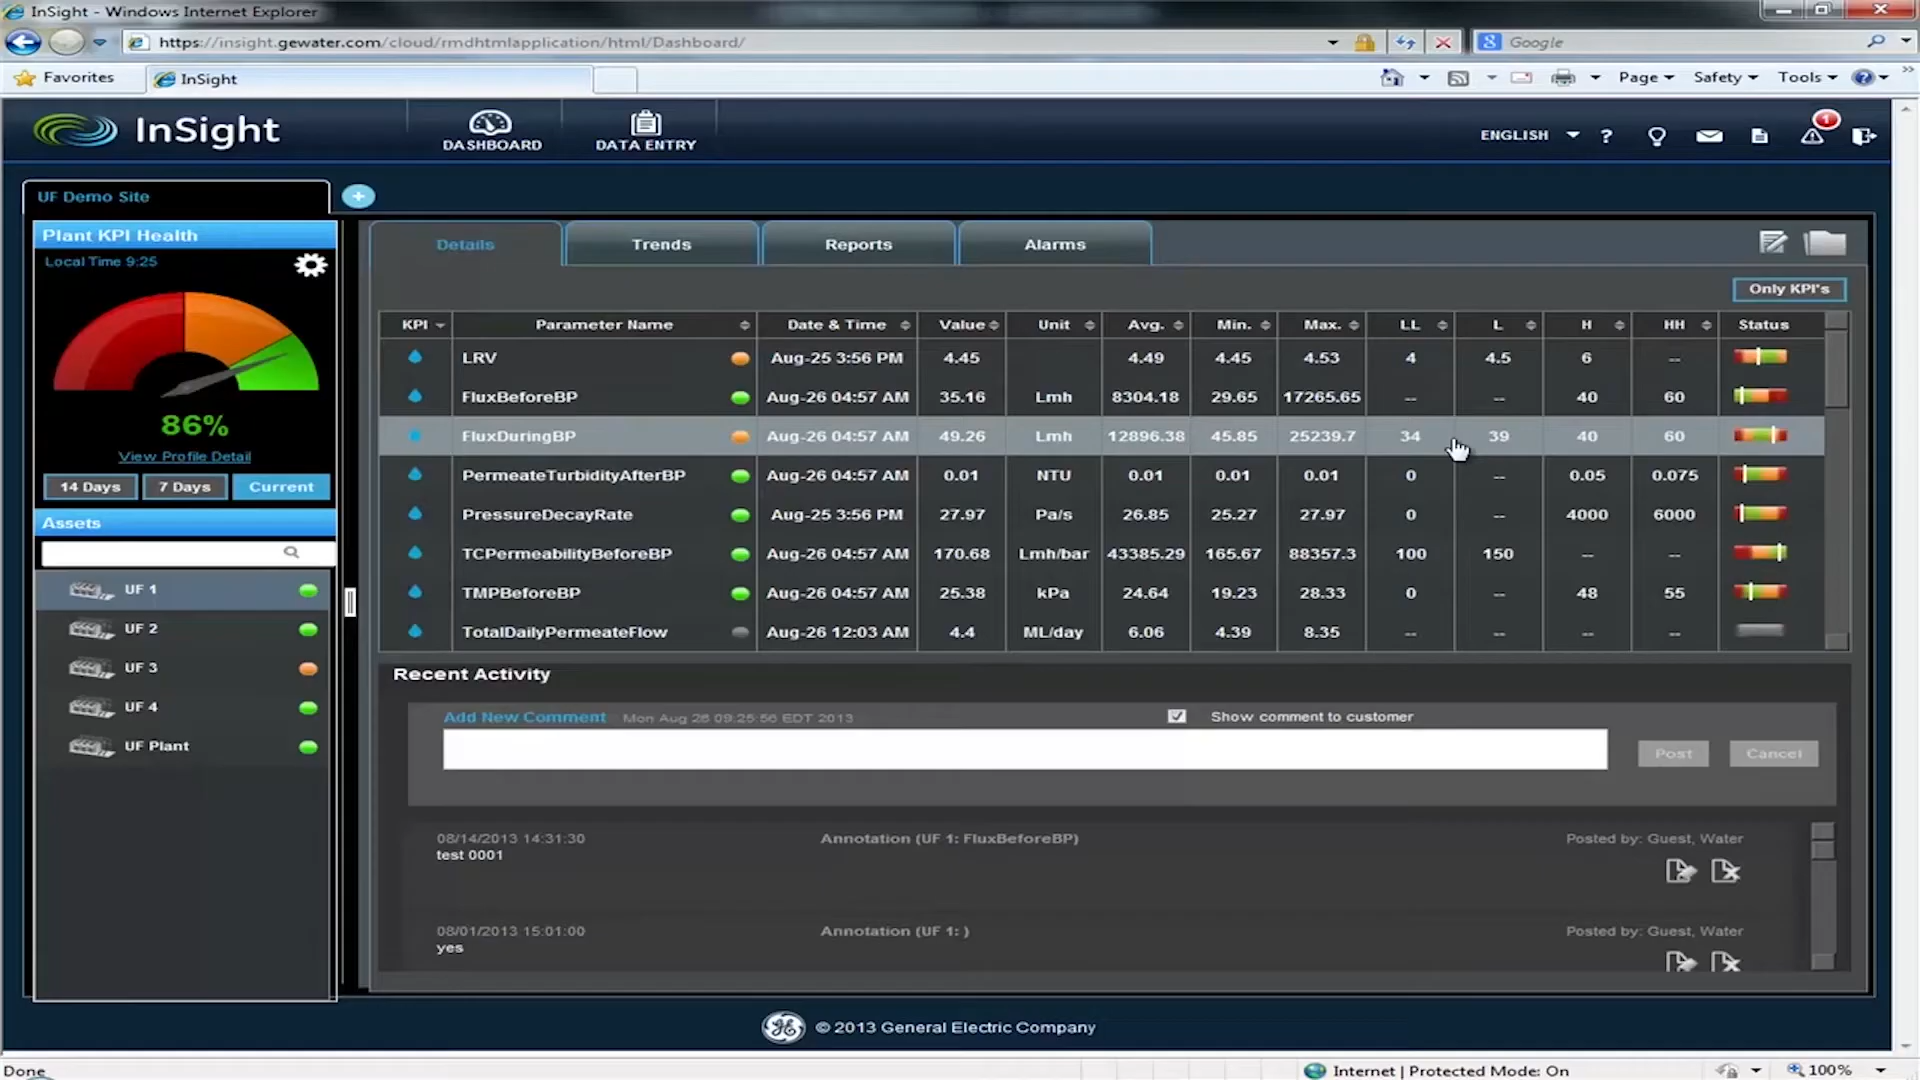 InSight - Windows Internet Explorer
https://insight.gewater.com/cloud/rmdhtmlapplication/html/Dashboard/
Google
Favorites
InSight
Page
Safety
Tools
InSight
DASHBOARD
DATA ENTRY
ENGLISH
?
1
UF Demo Site
+
Plant KPI Health
Local Time 9:25
86%
View Profile Detail
14 Days 7 Days Current
Assets
UF 1
UF 2
UF 3
UF 4
UF Plant
Details Trends Reports Alarms
Only KPI's
KPI Parameter Name Date & Time Value Unit Avg. Min. Max. LL L H HH Status
LRV Aug-25 3:56 PM 4.45 4.49 4.45 4.53 4 4.5 6 --
FluxBeforeBP Aug-26 04:57 AM 35.16 Lmh 8304.18 29.65 17265.65 -- -- 40 60
FluxDuringBP Aug-26 04:57 AM 49.26 Lmh 12896.38 45.85 25239.7 34 39 40 60
PermeateTurbidityAfterBP Aug-26 04:57 AM 0.01 NTU 0.01 0.01 0.01 0 -- 0.05 0.075
PressureDecayRate Aug-25 3:56 PM 27.97 Pa/s 26.85 25.27 27.97 0 -- 4000 6000
TCPermeabilityBeforeBP Aug-26 04:57 AM 170.68 Lmh/bar 43385.29 165.67 88357.3 100 150 -- --
TMPBeforeBP Aug-26 04:57 AM 25.38 kPa 24.64 19.23 28.33 0 -- 48 55
TotalDailyPermeateFlow Aug-26 12:03 AM 4.4 ML/day 6.06 4.39 8.35 -- -- -- --
Recent Activity
Add New Comment Mon Aug 26 09:25:56 EDT 2013 Show comment to customer
Post Cancel
08/14/2013 14:31:30 Annotation (UF 1: FluxBeforeBP) Posted by: Guest, Water
test 0001
08/01/2013 15:01:00 Annotation (UF 1: ) Posted by: Guest, Water
yes
© 2013 General Electric Company
Done
Internet | Protected Mode: On
100%